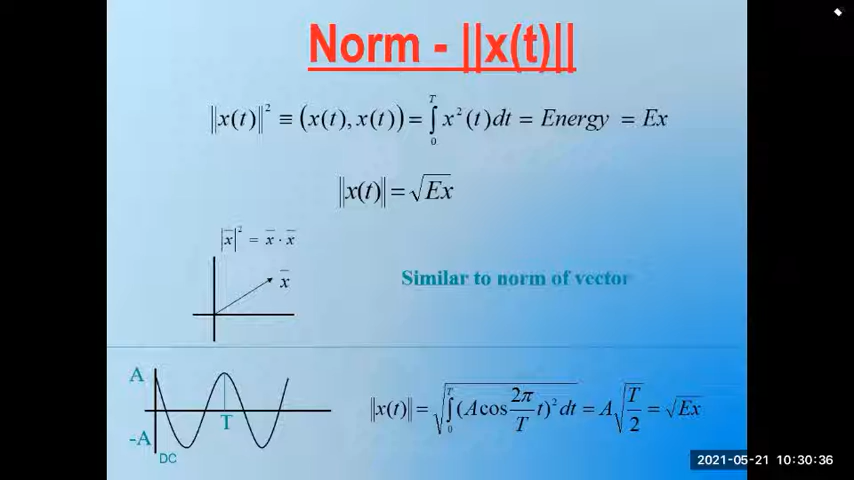 Norm - ||x(t)||
||x(t)||² ≡ (x(t), x(t)) = ∫₀ᵀ x²(t)dt = Energy = Ex
||x(t)|| = √Ex
|x̅|² = x̅ · x̅
x̅
Similar to norm of vector
A
T
-A
DC
||x(t)|| = √(∫₀ᵀ (A cos (2π/T) t)² dt) = A√(T/2) = √Ex
2021-05-21 10:30:36